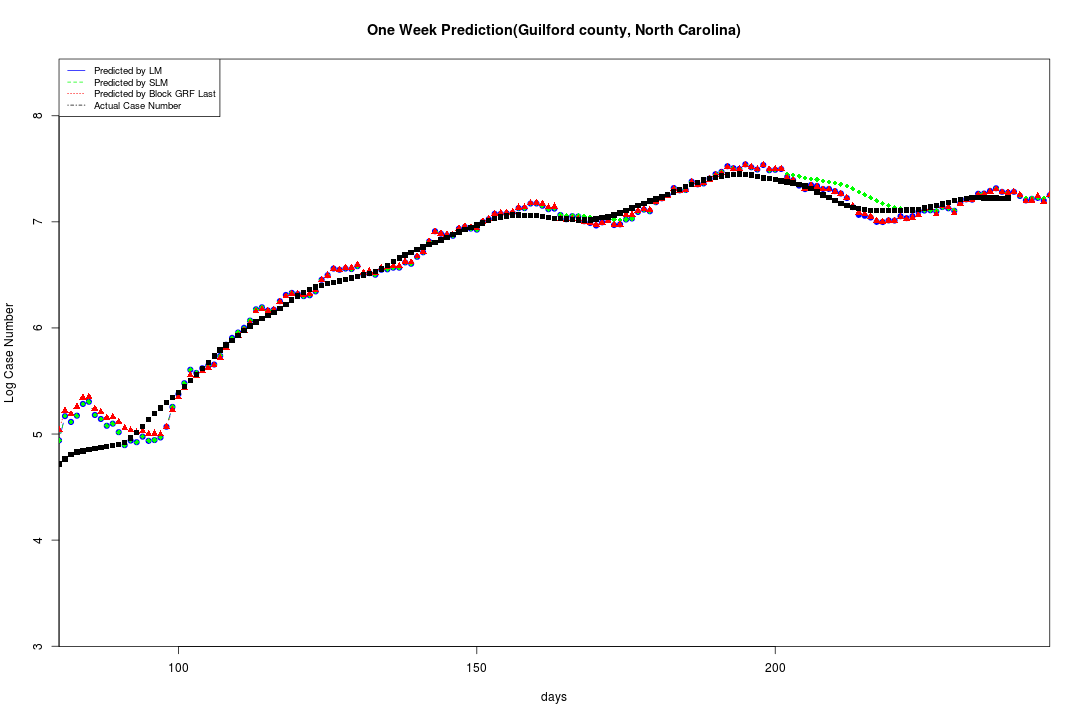 One Week Prediction(Guilford county, North Carolina)
Predicted by LM
Predicted by SLM
Predicted by Block GRF Last
Actual Case Number
8
7
6
5
4
3
Log Case Number
100 150 200
days